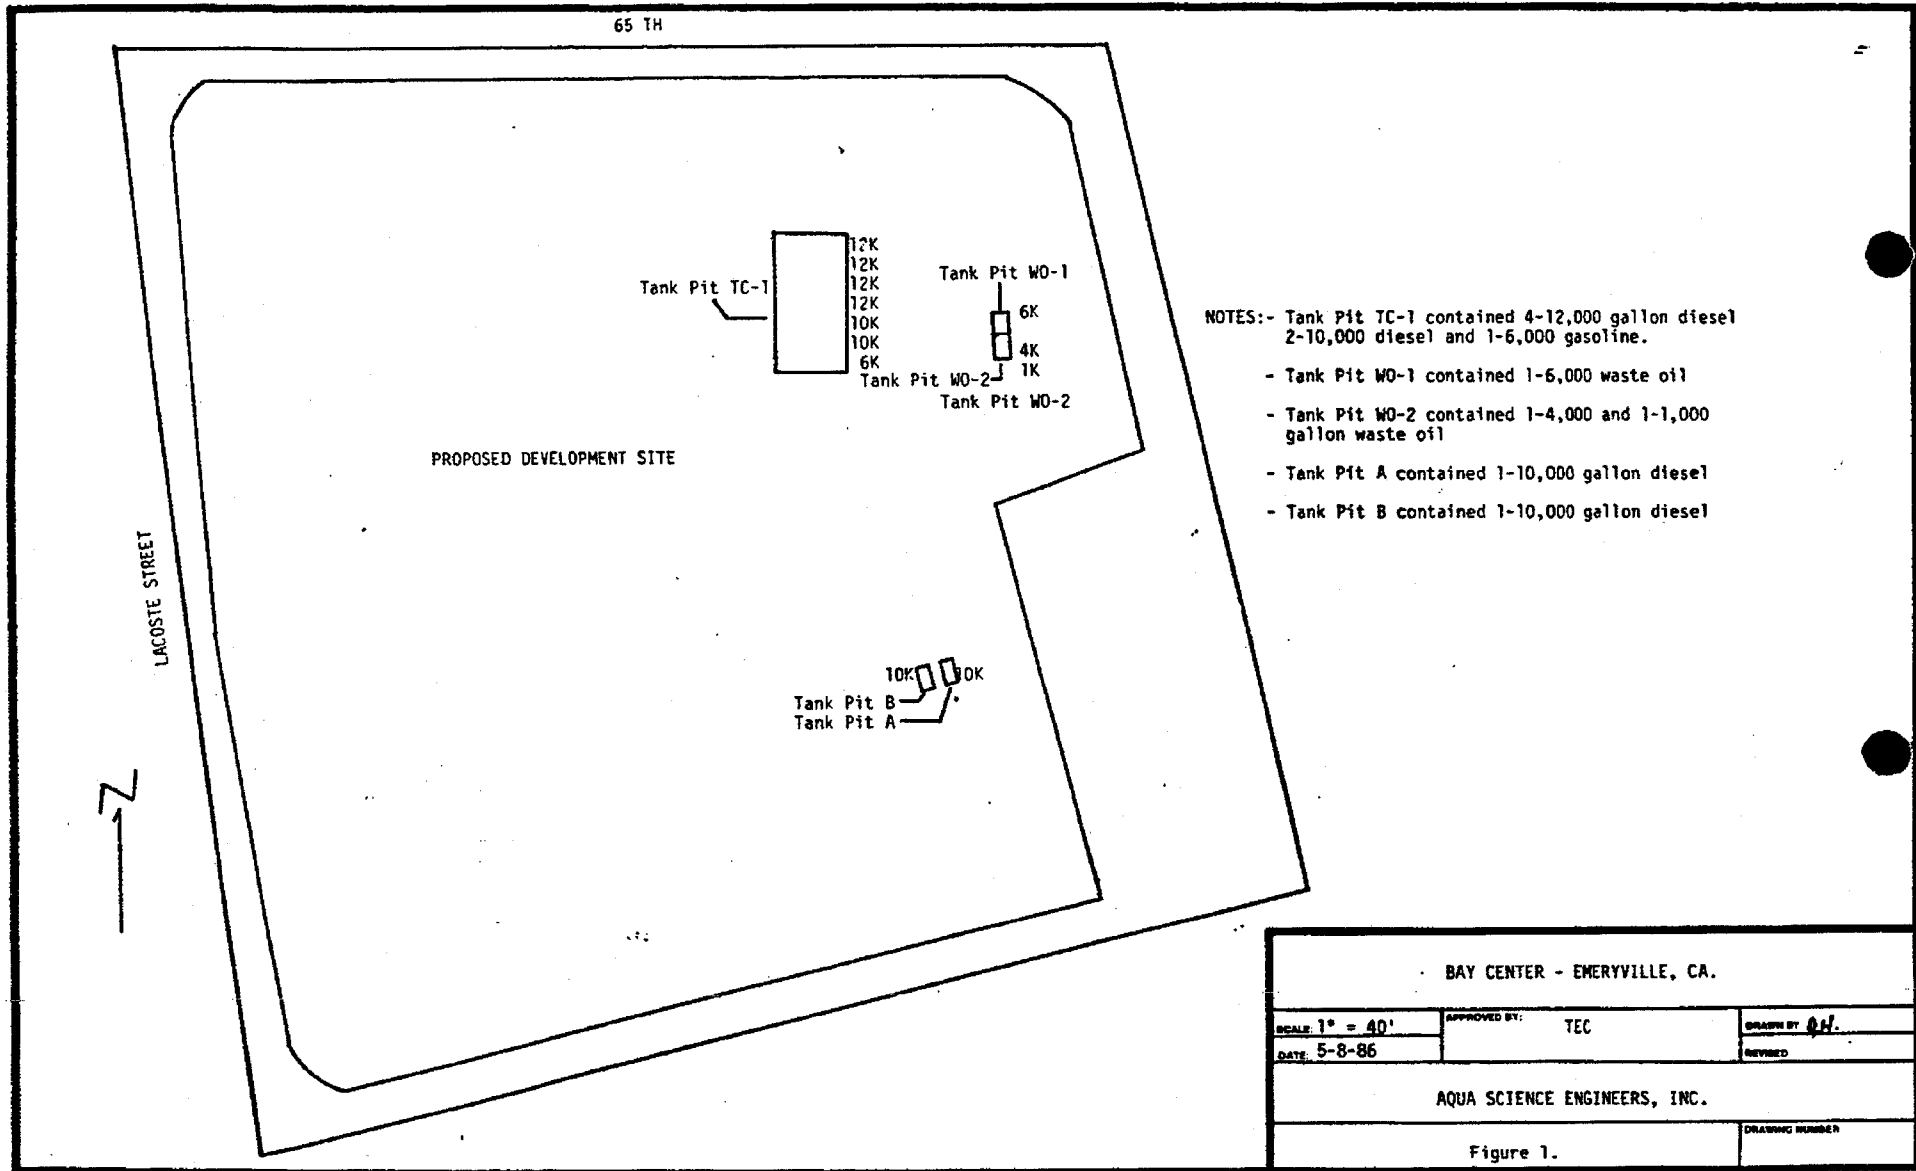 65 TH
12K
12K
12K
12K
10K
10K
6K
Tank Pit TC-1
Tank Pit WO-1
6K
4K
1K
Tank Pit WO-2
Tank Pit WO-2
NOTES:- Tank Pit TC-1 contained 4-12,000 gallon diesel
2-10,000 diesel and 1-6,000 gasoline.
- Tank Pit WO-1 contained 1-6,000 waste oil
- Tank Pit WO-2 contained 1-4,000 and 1-1,000
gallon waste oil
- Tank Pit A contained 1-10,000 gallon diesel
- Tank Pit B contained 1-10,000 gallon diesel
PROPOSED DEVELOPMENT SITE
LACOSTE STREET
10K
10K
Tank Pit B
Tank Pit A
N
BAY CENTER - EMERYVILLE, CA.
SCALE: 1" = 40'
APPROVED BY: TEC
DRAWN BY
DATE: 5-8-86
REVISED
AQUA SCIENCE ENGINEERS, INC.
Figure 1.
DRAWING NUMBER